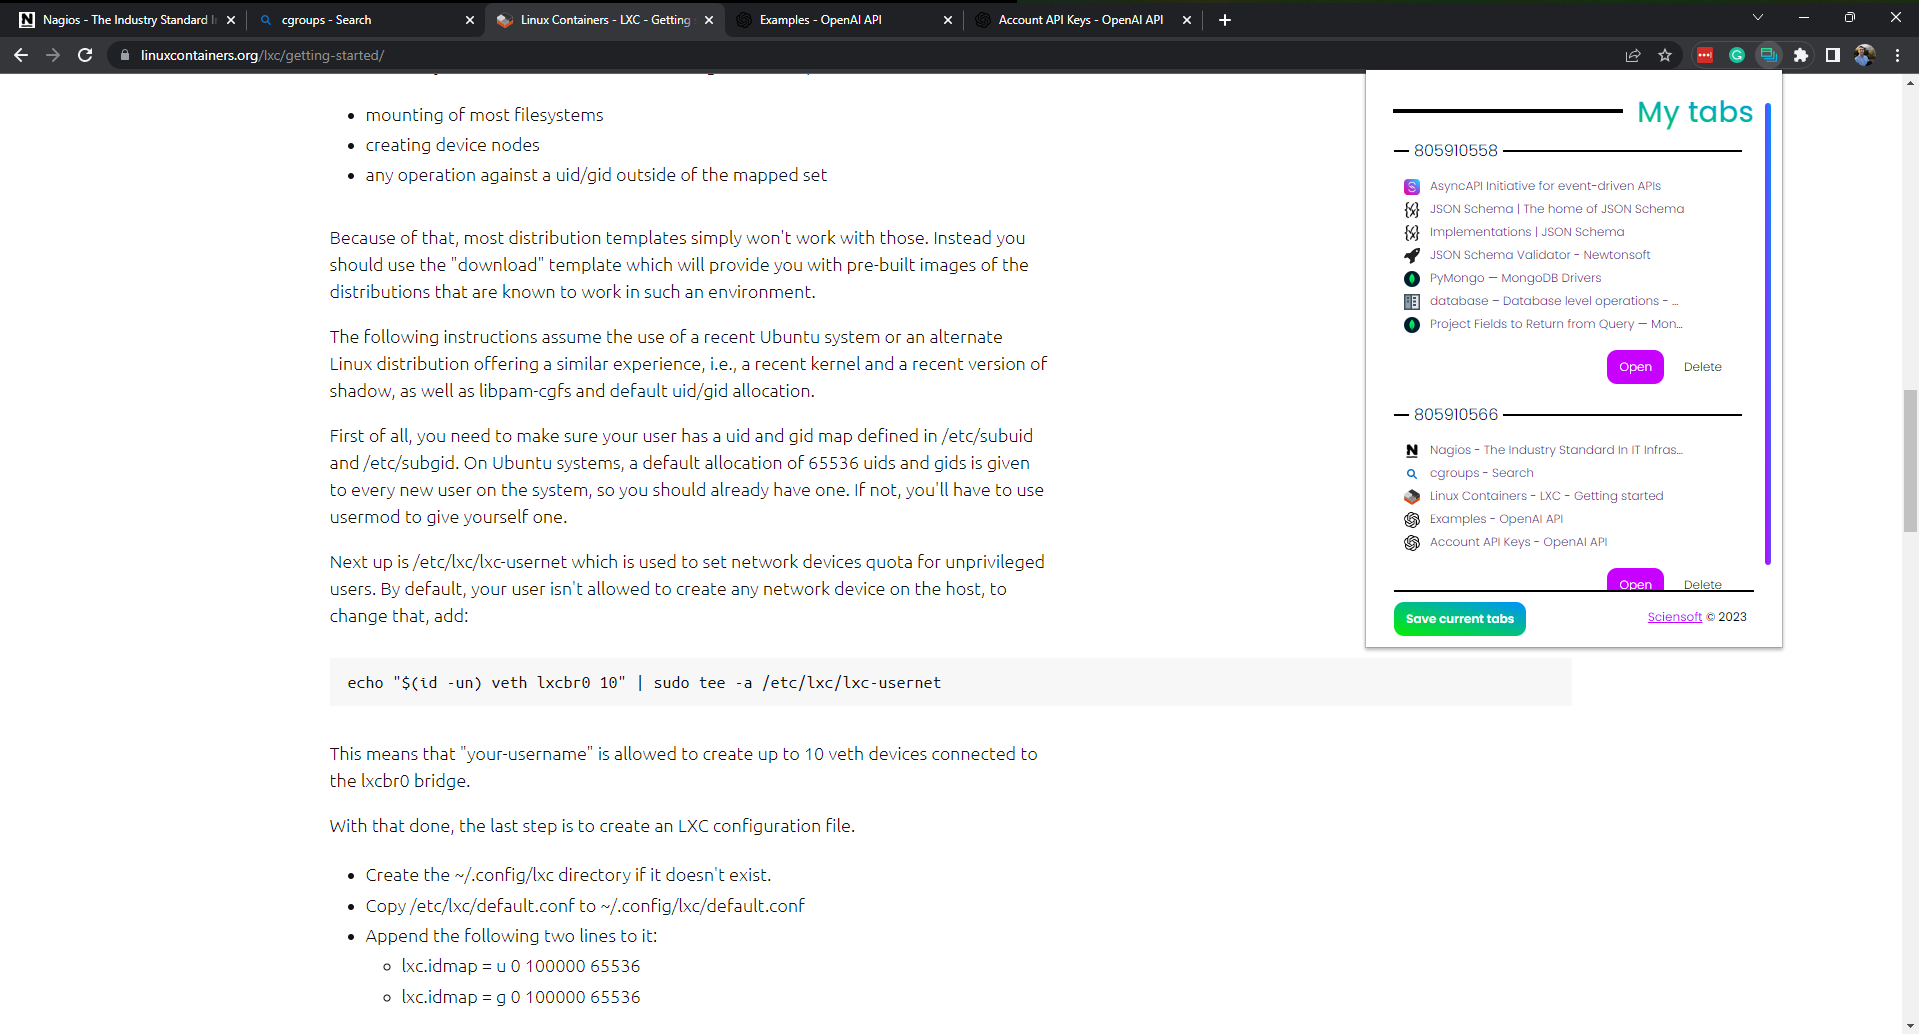 Nagios - The Industry Standard I
cgroups - Search
Linux Containers - LXC - Getting
Examples - OpenAI API
Account API Keys - OpenAI API
linuxcontainers.org/lxc/getting-started/
mounting of most filesystems
creating device nodes
any operation against a uid/gid outside of the mapped set
Because of that, most distribution templates simply won't work with those. Instead you
should use the "download" template which will provide you with pre-built images of the
distributions that are known to work in such an environment.
The following instructions assume the use of a recent Ubuntu system or an alternate
Linux distribution offering a similar experience, i.e., a recent kernel and a recent version of
shadow, as well as libpam-cgfs and default uid/gid allocation.
First of all, you need to make sure your user has a uid and gid map defined in /etc/subuid
and /etc/subgid. On Ubuntu systems, a default allocation of 65536 uids and gids is given
to every new user on the system, so you should already have one. If not, you'll have to use
usermod to give yourself one.
Next up is /etc/lxc/lxc-usernet which is used to set network devices quota for unprivileged
users. By default, your user isn't allowed to create any network device on the host, to
change that, add:
echo "$(id -un) veth lxcbr0 10" | sudo tee -a /etc/lxc/lxc-usernet
This means that "your-username" is allowed to create up to 10 veth devices connected to
the lxcbr0 bridge.
With that done, the last step is to create an LXC configuration file.
Create the ~/.config/lxc directory if it doesn't exist.
Copy /etc/lxc/default.conf to ~/.config/lxc/default.conf
Append the following two lines to it:
lxc.idmap = u 0 100000 65536
lxc.idmap = g 0 100000 65536
My tabs
805910558
AsyncAPI Initiative for event-driven APIs
JSON Schema | The home of JSON Schema
Implementations | JSON Schema
JSON Schema Validator - Newtonsoft
PyMongo — MongoDB Drivers
database – Database level operations - ...
Project Fields to Return from Query — Mon...
Open Delete
805910566
Nagios - The Industry Standard In IT Infras...
cgroups - Search
Linux Containers - LXC - Getting started
Examples - OpenAI API
Account API Keys - OpenAI API
Open Delete
Save current tabs
Sciensoft © 2023